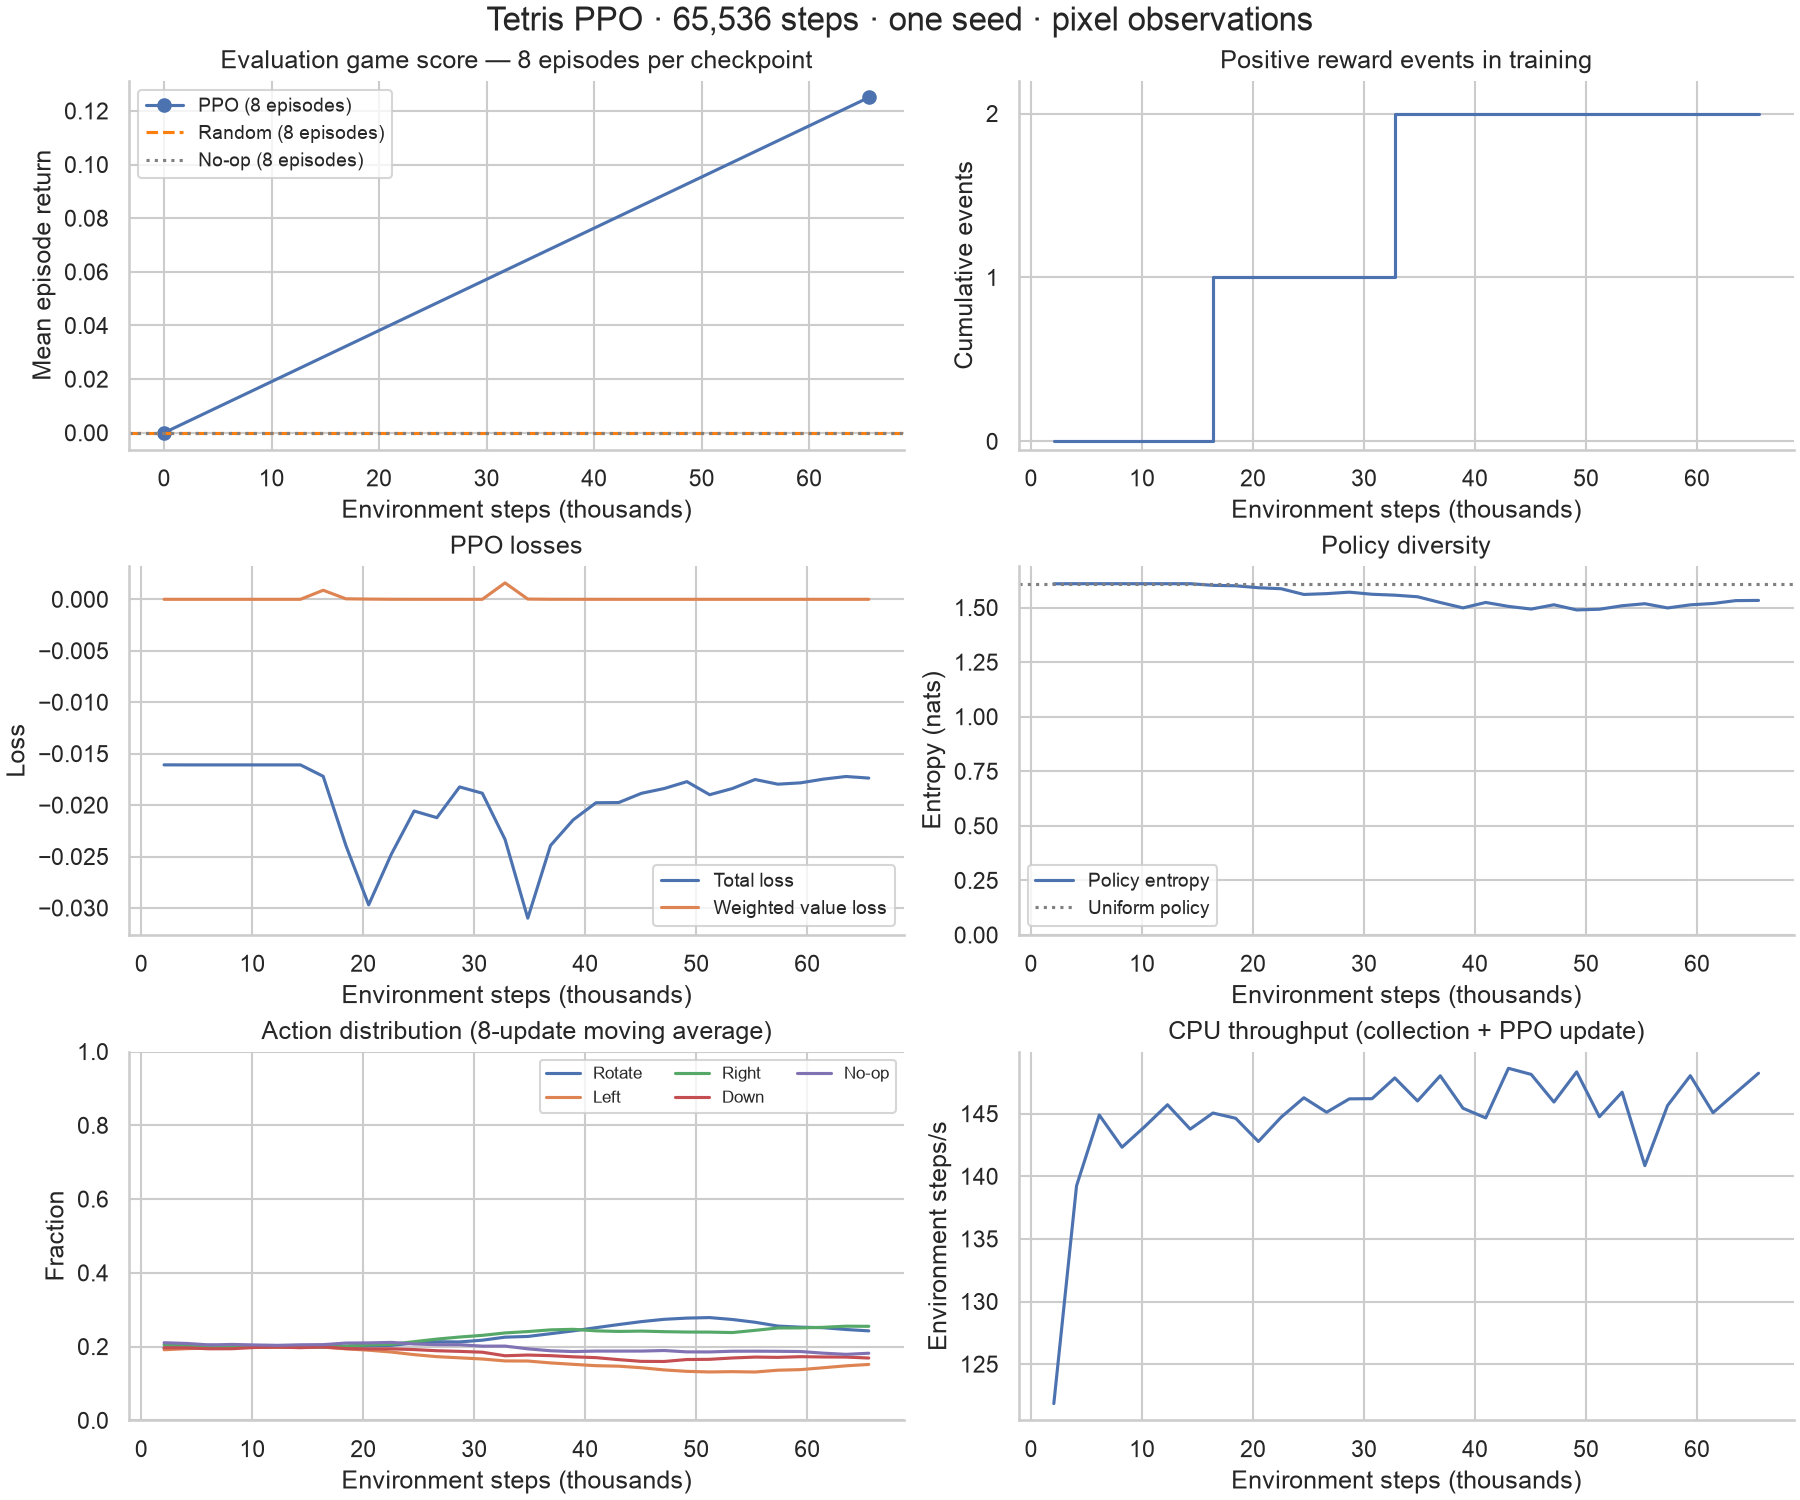 Tetris PPO · 65,536 steps · one seed · pixel observations
Evaluation game score — 8 episodes per checkpoint
Mean episode return
0.12
0.10
0.08
0.06
0.04
0.02
0.00
PPO (8 episodes)
Random (8 episodes)
No-op (8 episodes)
0 10 20 30 40 50 60
Environment steps (thousands)
Positive reward events in training
Cumulative events
2
1
0
0 10 20 30 40 50 60
Environment steps (thousands)
PPO losses
Loss
0.000
−0.005
−0.010
−0.015
−0.020
−0.025
−0.030
Total loss
Weighted value loss
0 10 20 30 40 50 60
Environment steps (thousands)
Policy diversity
Entropy (nats)
1.50
1.25
1.00
0.75
0.50
0.25
0.00
Policy entropy
Uniform policy
0 10 20 30 40 50 60
Environment steps (thousands)
Action distribution (8-update moving average)
Fraction
1.0
0.8
0.6
0.4
0.2
0.0
Rotate Right No-op
Left Down
0 10 20 30 40 50 60
Environment steps (thousands)
CPU throughput (collection + PPO update)
Environment steps/s
145
140
135
130
125
0 10 20 30 40 50 60
Environment steps (thousands)